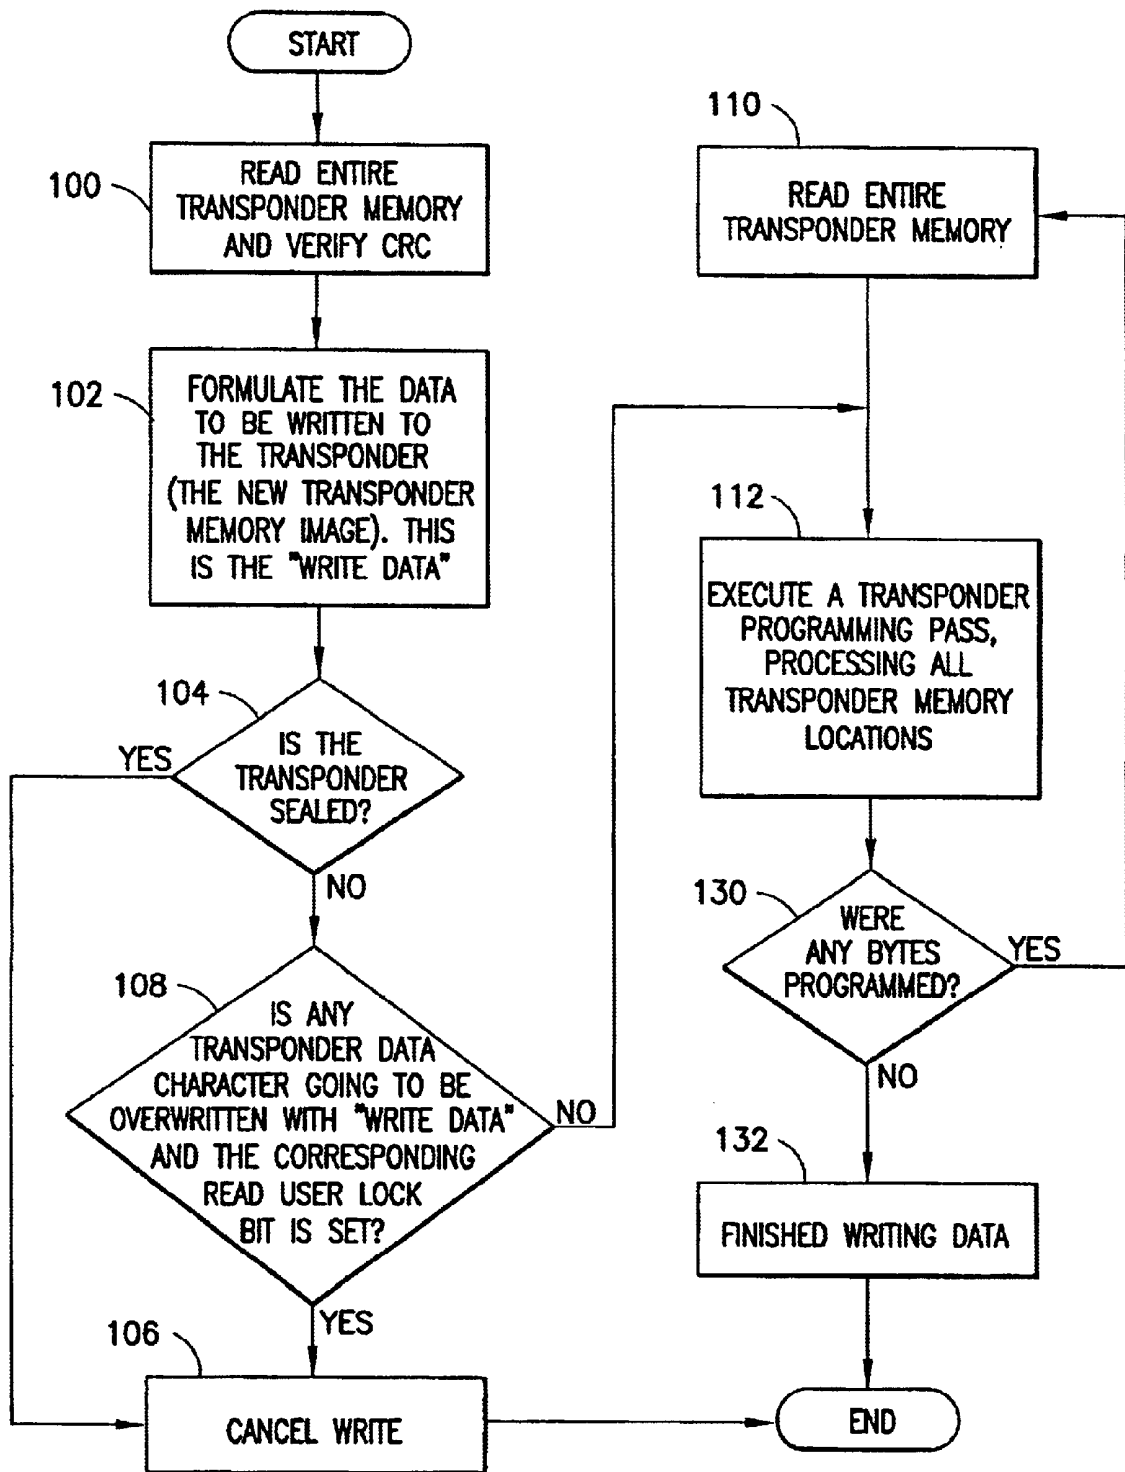 START
100
READ ENTIRE
TRANSPONDER MEMORY
AND VERIFY CRC
102
FORMULATE THE DATA
TO BE WRITTEN TO
THE TRANSPONDER
(THE NEW TRANSPONDER
MEMORY IMAGE). THIS
IS THE "WRITE DATA"
104
IS THE
TRANSPONDER
SEALED?
YES
NO
108
IS ANY
TRANSPONDER DATA
CHARACTER GOING TO BE
OVERWRITTEN WITH "WRITE DATA"
AND THE CORRESPONDING
READ USER LOCK
BIT IS SET?
NO
YES
106
CANCEL WRITE
110
READ ENTIRE
TRANSPONDER MEMORY
112
EXECUTE A TRANSPONDER
PROGRAMMING PASS,
PROCESSING ALL
TRANSPONDER MEMORY
LOCATIONS
130
WERE
ANY BYTES
PROGRAMMED?
YES
NO
132
FINISHED WRITING DATA
END